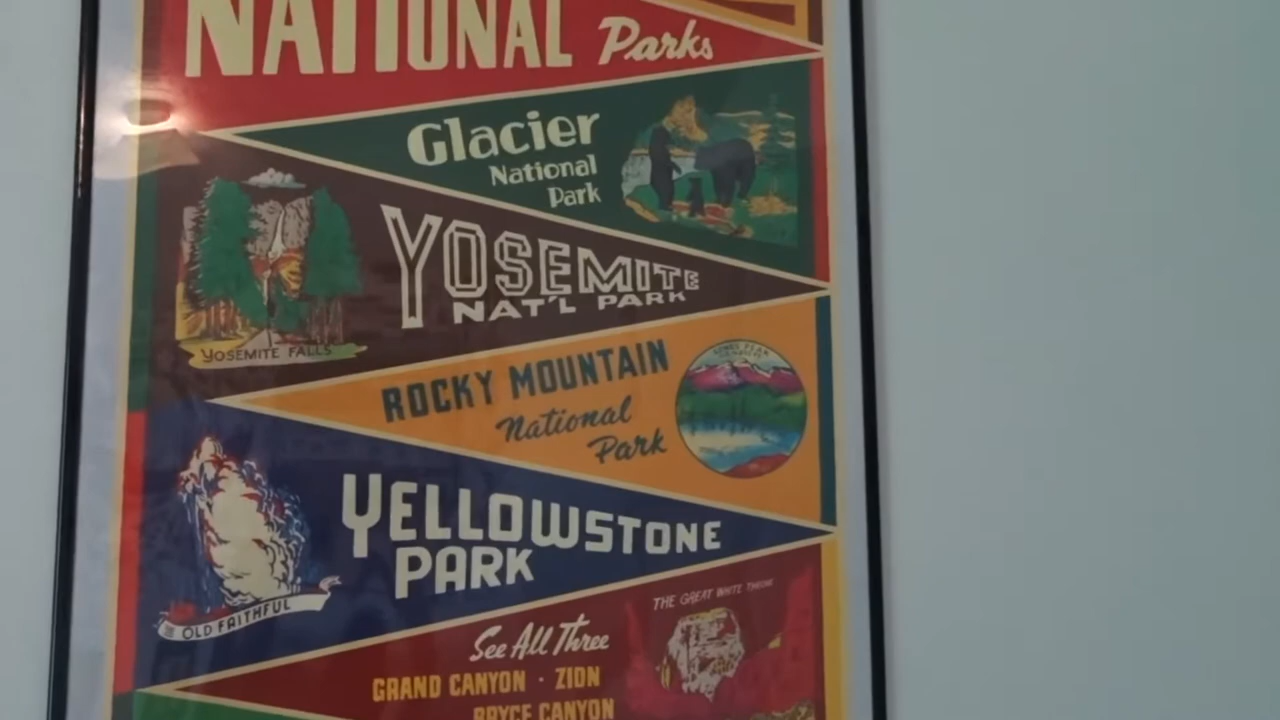 NATIONAL Parks
Glacier
National
Park
YOSEMITE
NAT'L PARK
YOSEMITE FALLS
ROCKY MOUNTAIN
National
Park
YELLOWSTONE
PARK
OLD FAITHFUL
THE GREAT WHITE THRONE
See All Three
GRAND CANYON · ZION
BRYCE CANYON